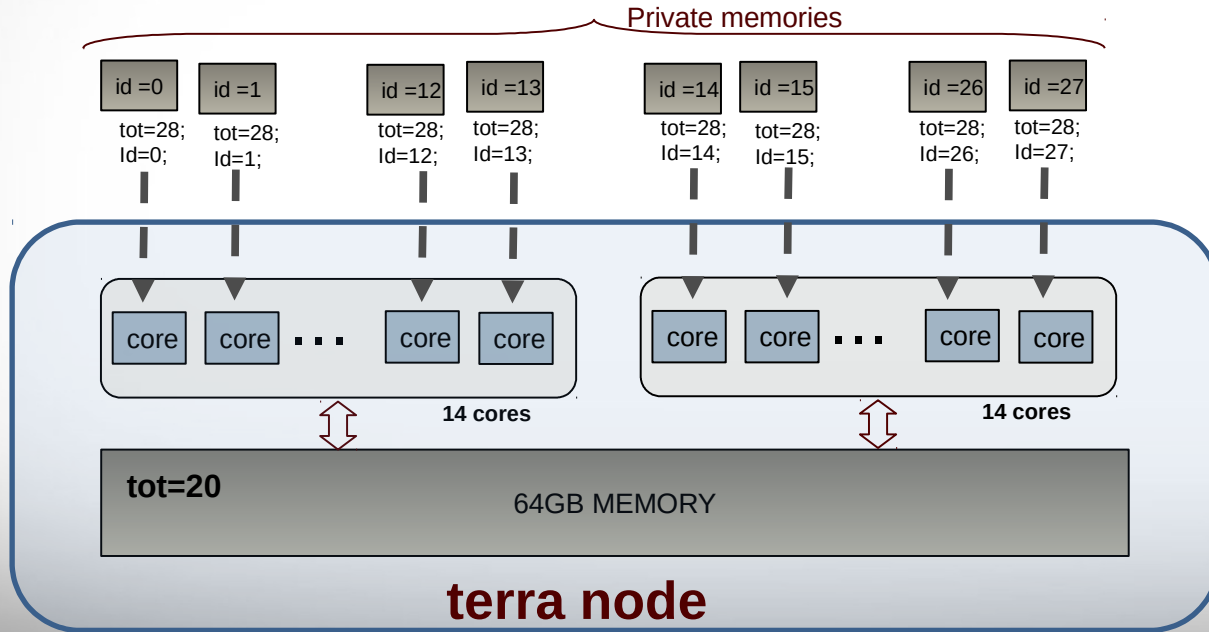 Private memories
id =0
id =1
id =12
id =13
id =14
id =15
id =26
id =27
tot=28;
Id=0;
tot=28;
Id=1;
tot=28;
Id=12;
tot=28;
Id=13;
tot=28;
Id=14;
tot=28;
Id=15;
tot=28;
Id=26;
tot=28;
Id=27;
core
core
...
core
core
core
core
...
core
core
14 cores
14 cores
tot=20
64GB MEMORY
terra node